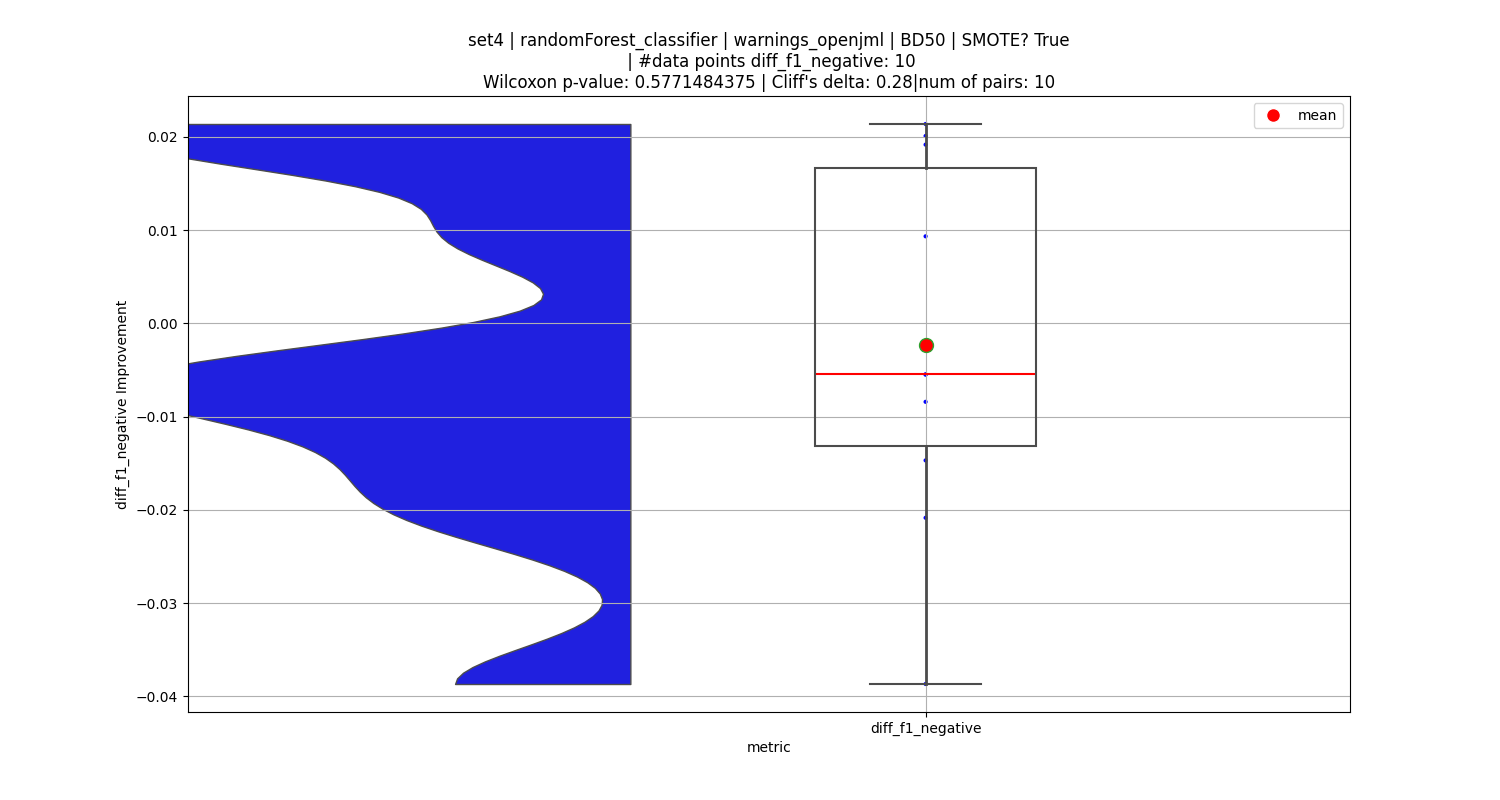 set4 | randomForest_classifier | warnings_openjml | BD50 | SMOTE? True
| #data points diff_f1_negative: 10
Wilcoxon p-value: 0.5771484375 | Cliff's delta: 0.28|num of pairs: 10
mean
0.02
0.01
0.00
−0.01
−0.02
−0.03
−0.04
diff_f1_negative Improvement
diff_f1_negative
metric